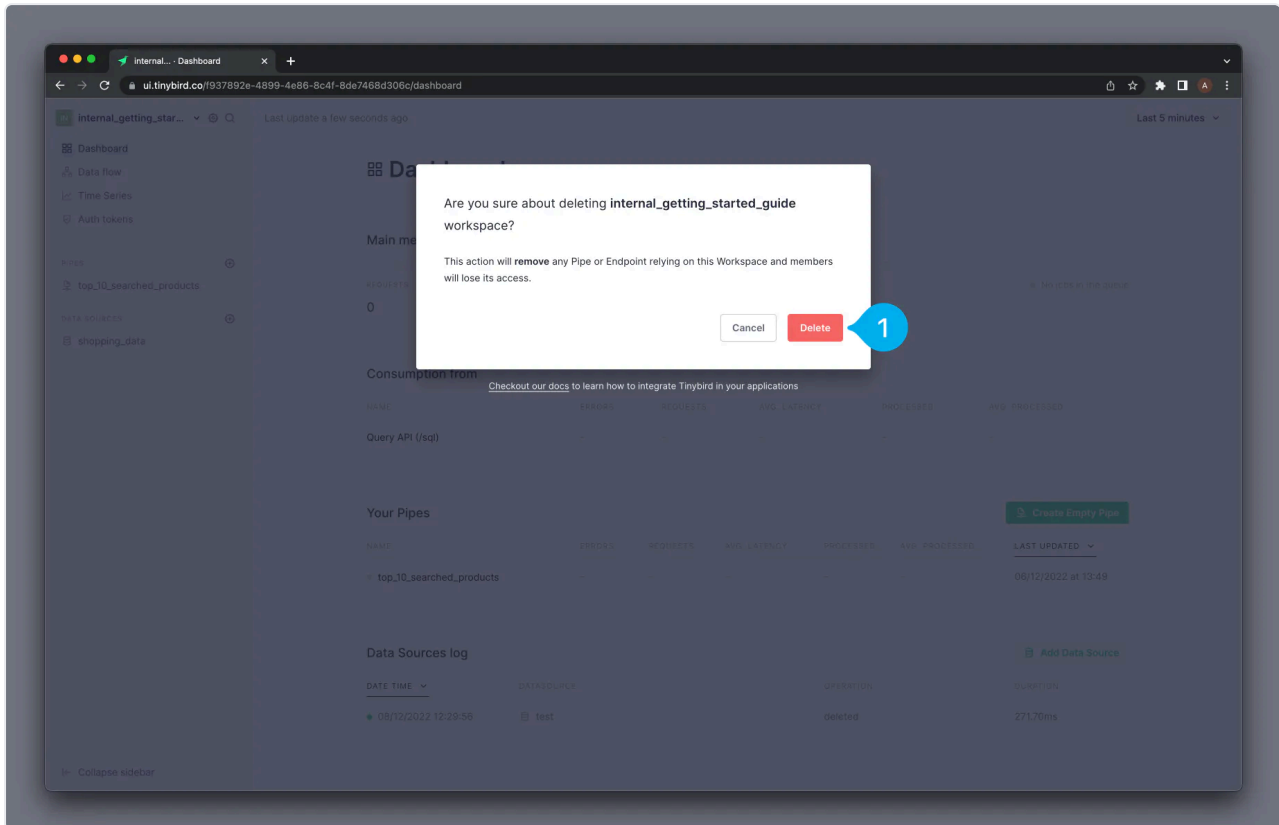 internal... · Dashboard
ui.tinybird.co/f937892e-4899-4e86-8c4f-8de7468d306c/dashboard
A
internal_getting_star...
Last update a few seconds ago
Last 5 minutes
Dashboard
Data flow
Time Series
Auth tokens
PIPES
top_10_searched_products
DATA SOURCES
shopping_data
Collapse sidebar
Da
Main me
REQUESTS
0
Are you sure about deleting internal_getting_started_guide
workspace?
This action will remove any Pipe or Endpoint relying on this Workspace and members
will lose its access.
Cancel
Delete
1
Consumption from
Checkout our docs to learn how to integrate Tinybird in your applications
NAME ERRORS REQUESTS AVG. LATENCY PROCESSED AVG. PROCESSED
Query API (/sql) - - -
Your Pipes
Create Empty Pipe
NAME ERRORS REQUESTS AVG. LATENCY PROCESSED AVG. PROCESSED LAST UPDATED
top_10_searched_products - - - - - 06/12/2022 at 13:49
Data Sources log
Add Data Source
DATE TIME DATASOURCE OPERATION DURATION
08/12/2022 12:29:56 test deleted 271.76ms